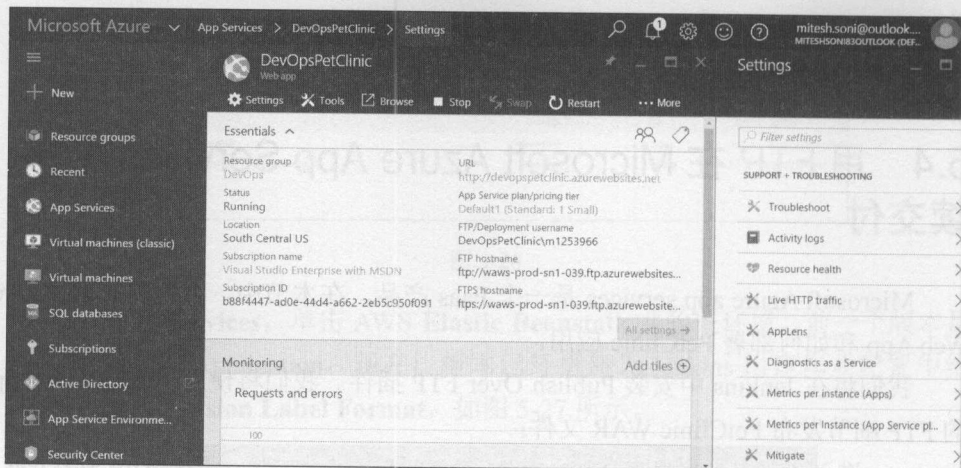 Microsoft Azure
App Services > DevOpsPetClinic > Settings
1
mitesh.soni@outlook....
MITESHSONI83OUTLOOK (DEF...
New
Resource groups
Recent
App Services
Virtual machines (classic)
Virtual machines
SQL databases
Subscriptions
Active Directory
App Service Environme...
Security Center
DevOpsPetClinic
Web app
Settings Tools Browse Stop Swap Restart ... More
Essentials
Resource group
DevOps
Status
Running
Location
South Central US
Subscription name
Visual Studio Enterprise with MSDN
Subscription ID
b88f4447-ad0e-44d4-a662-2eb5c950f091
URL
http://devopspetclinic.azurewebsites.net
App Service plan/pricing tier
Default1 (Standard: 1 Small)
FTP/Deployment username
DevOpsPetClinic\m1253966
FTP hostname
ftp://waws-prod-sn1-039.ftp.azurewebsites...
FTPS hostname
ftps://waws-prod-sn1-039.ftp.azurewebsite...
All settings →
Monitoring
Add tiles
Requests and errors
100
Settings
Filter settings
SUPPORT + TROUBLESHOOTING
Troubleshoot
Activity logs
Resource health
Live HTTP traffic
AppLens
Diagnostics as a Service
Metrics per instance (Apps)
Metrics per Instance (App Service pl...
Mitigate